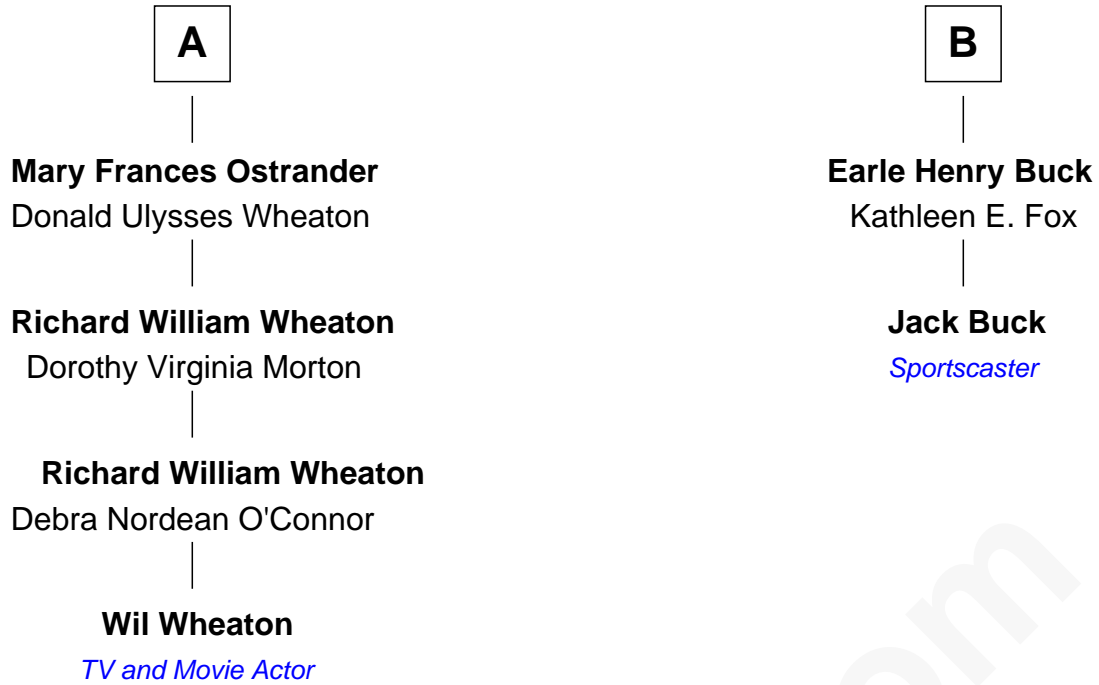 A
Mary Frances Ostrander
Donald Ulysses Wheaton
Richard William Wheaton
Dorothy Virginia Morton
Richard William Wheaton
Debra Nordean O'Connor
Wil Wheaton
TV and Movie Actor
B
Earle Henry Buck
Kathleen E. Fox
Jack Buck
Sportscaster
om